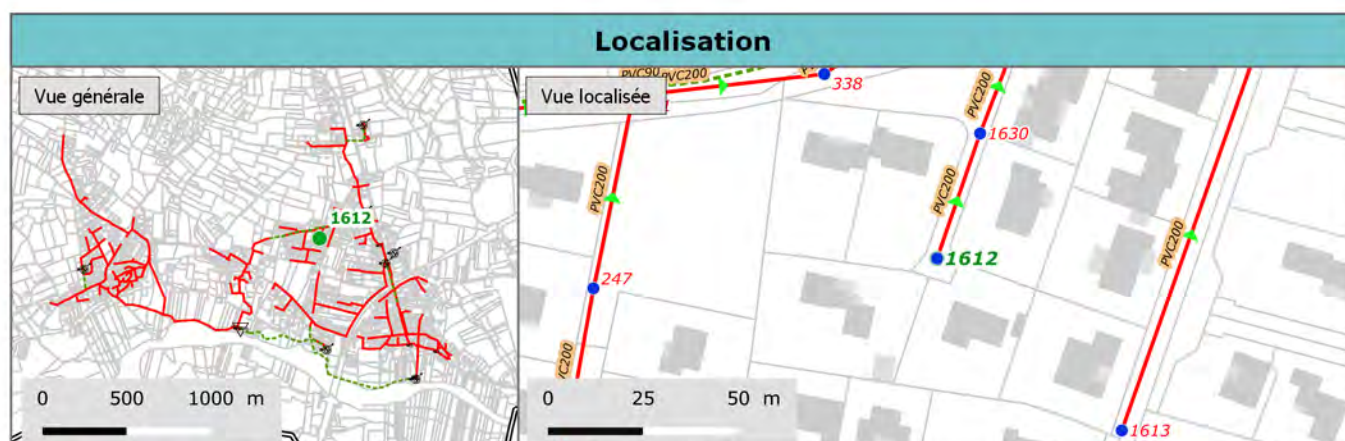 Localisation
Vue générale
1612
0 500 1000 m
Vue localisée
PVC200
338
1630
PVC200
PVC200
PVC200
1612
247
PVC200
1613
0 25 50 m